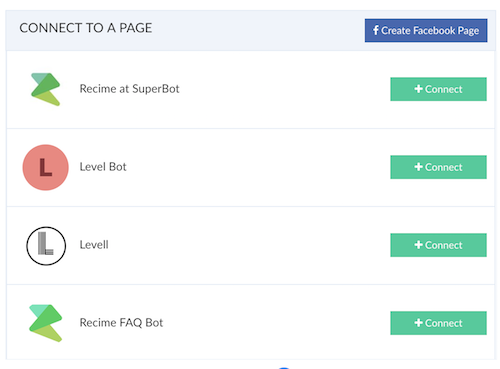 CONNECT TO A PAGE
f Create Facebook Page
Recime at SuperBot
+ Connect
L
Level Bot
+ Connect
L
Levell
+ Connect
Recime FAQ Bot
+ Connect